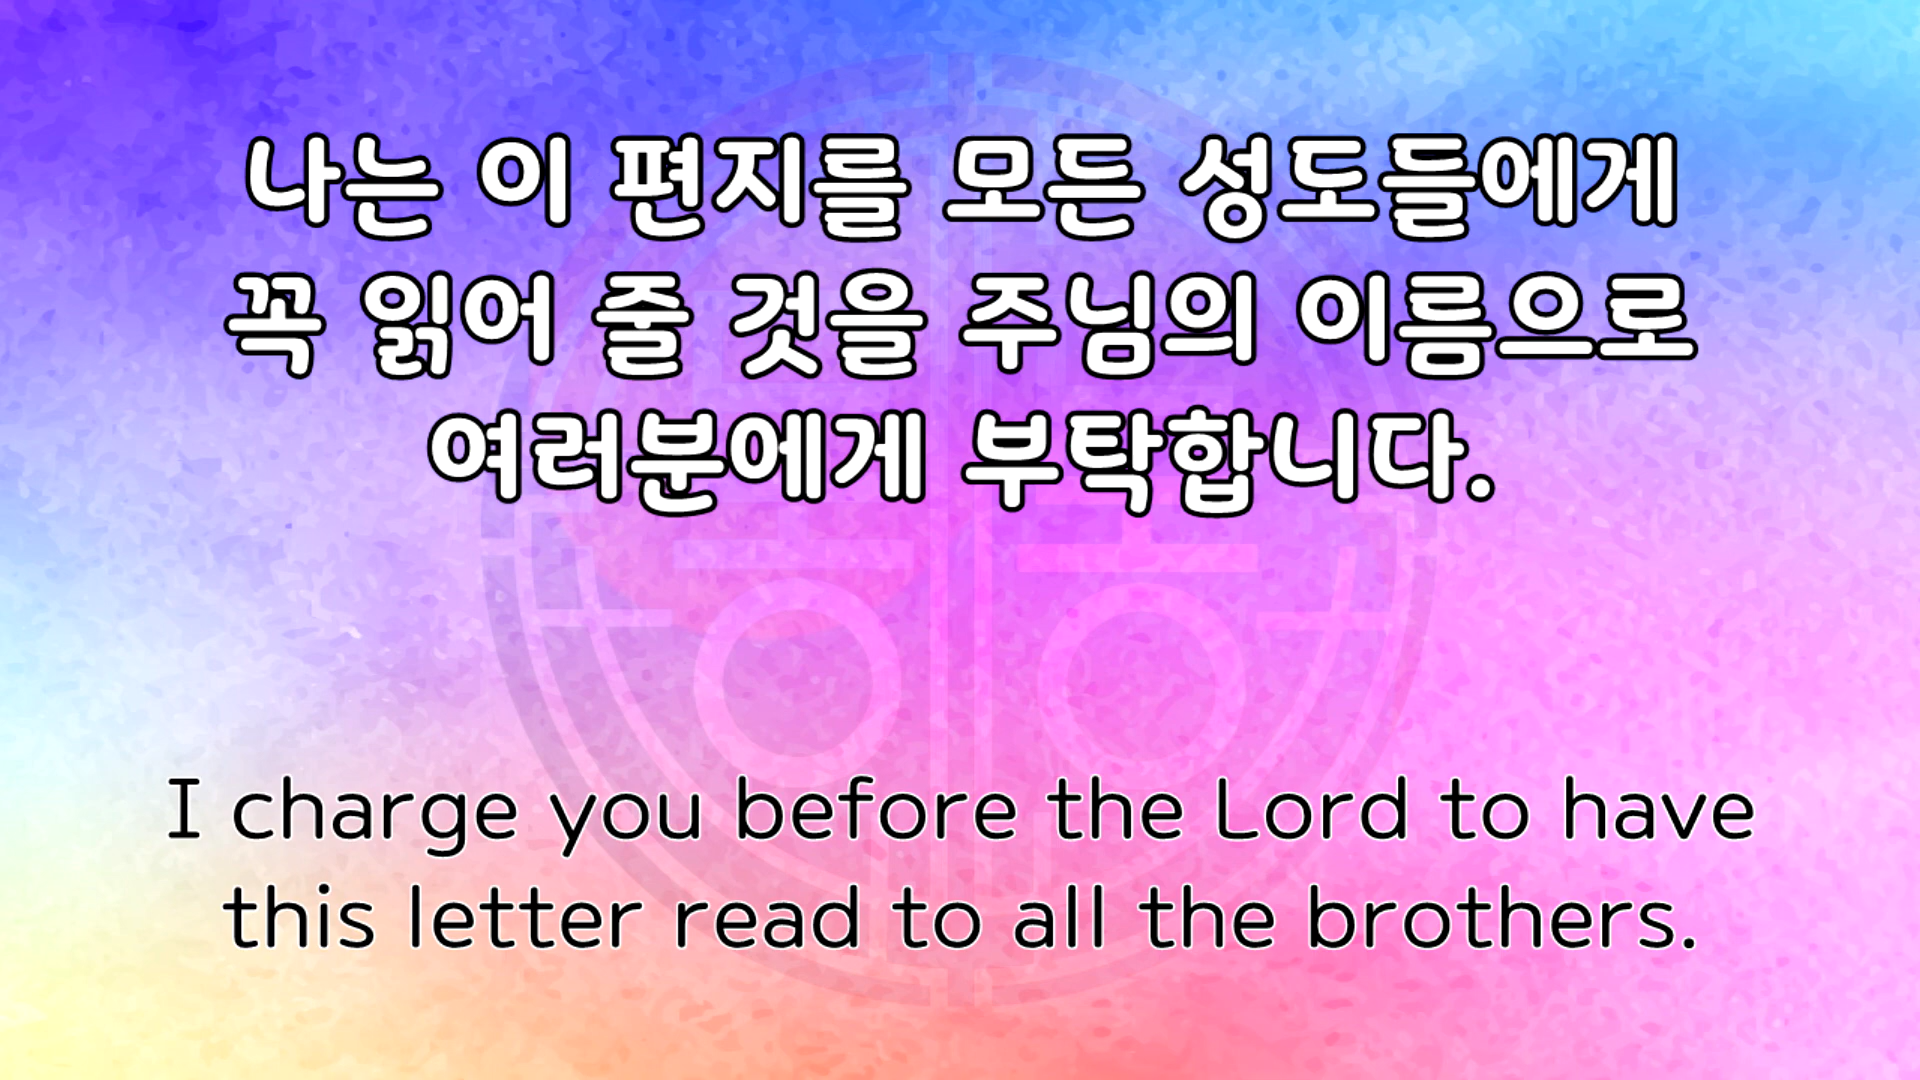 나는 이 편지를 모든 성도들에게
꼭 읽어 줄 것을 주님의 이름으로
여러분에게 부탁합니다.
I charge you before the Lord to have
this letter read to all the brothers.